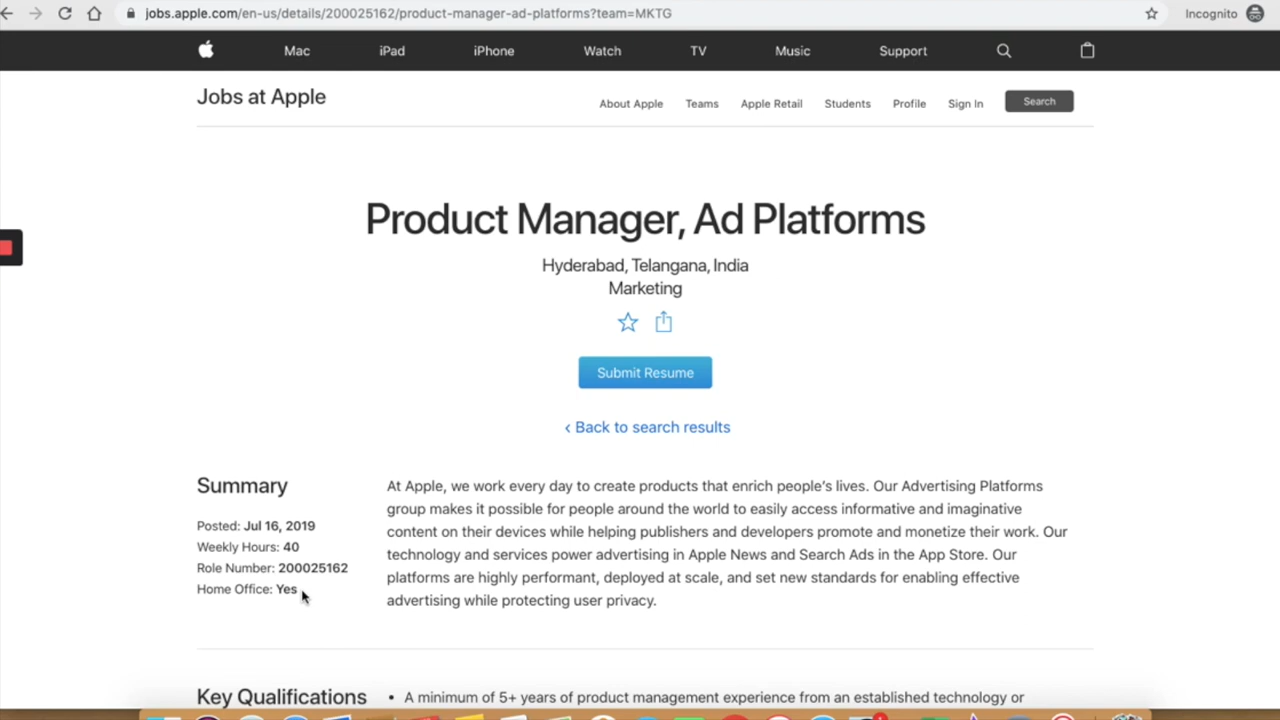 jobs.apple.com/en-us/details/200025162/product-manager-ad-platforms?team=MKTG
Incognito
Mac
iPad
iPhone
Watch
TV
Music
Support
Jobs at Apple
About Apple
Teams
Apple Retail
Students
Profile
Sign In
Search
Product Manager, Ad Platforms
Hyderabad, Telangana, India
Marketing
Submit Resume
‹ Back to search results
Summary
Posted: Jul 16, 2019
Weekly Hours: 40
Role Number: 200025162
Home Office: Yes
At Apple, we work every day to create products that enrich people's lives. Our Advertising Platforms
group makes it possible for people around the world to easily access informative and imaginative
content on their devices while helping publishers and developers promote and monetize their work. Our
technology and services power advertising in Apple News and Search Ads in the App Store. Our
platforms are highly performant, deployed at scale, and set new standards for enabling effective
advertising while protecting user privacy.
Key Qualifications
• A minimum of 5+ years of product management experience from an established technology or